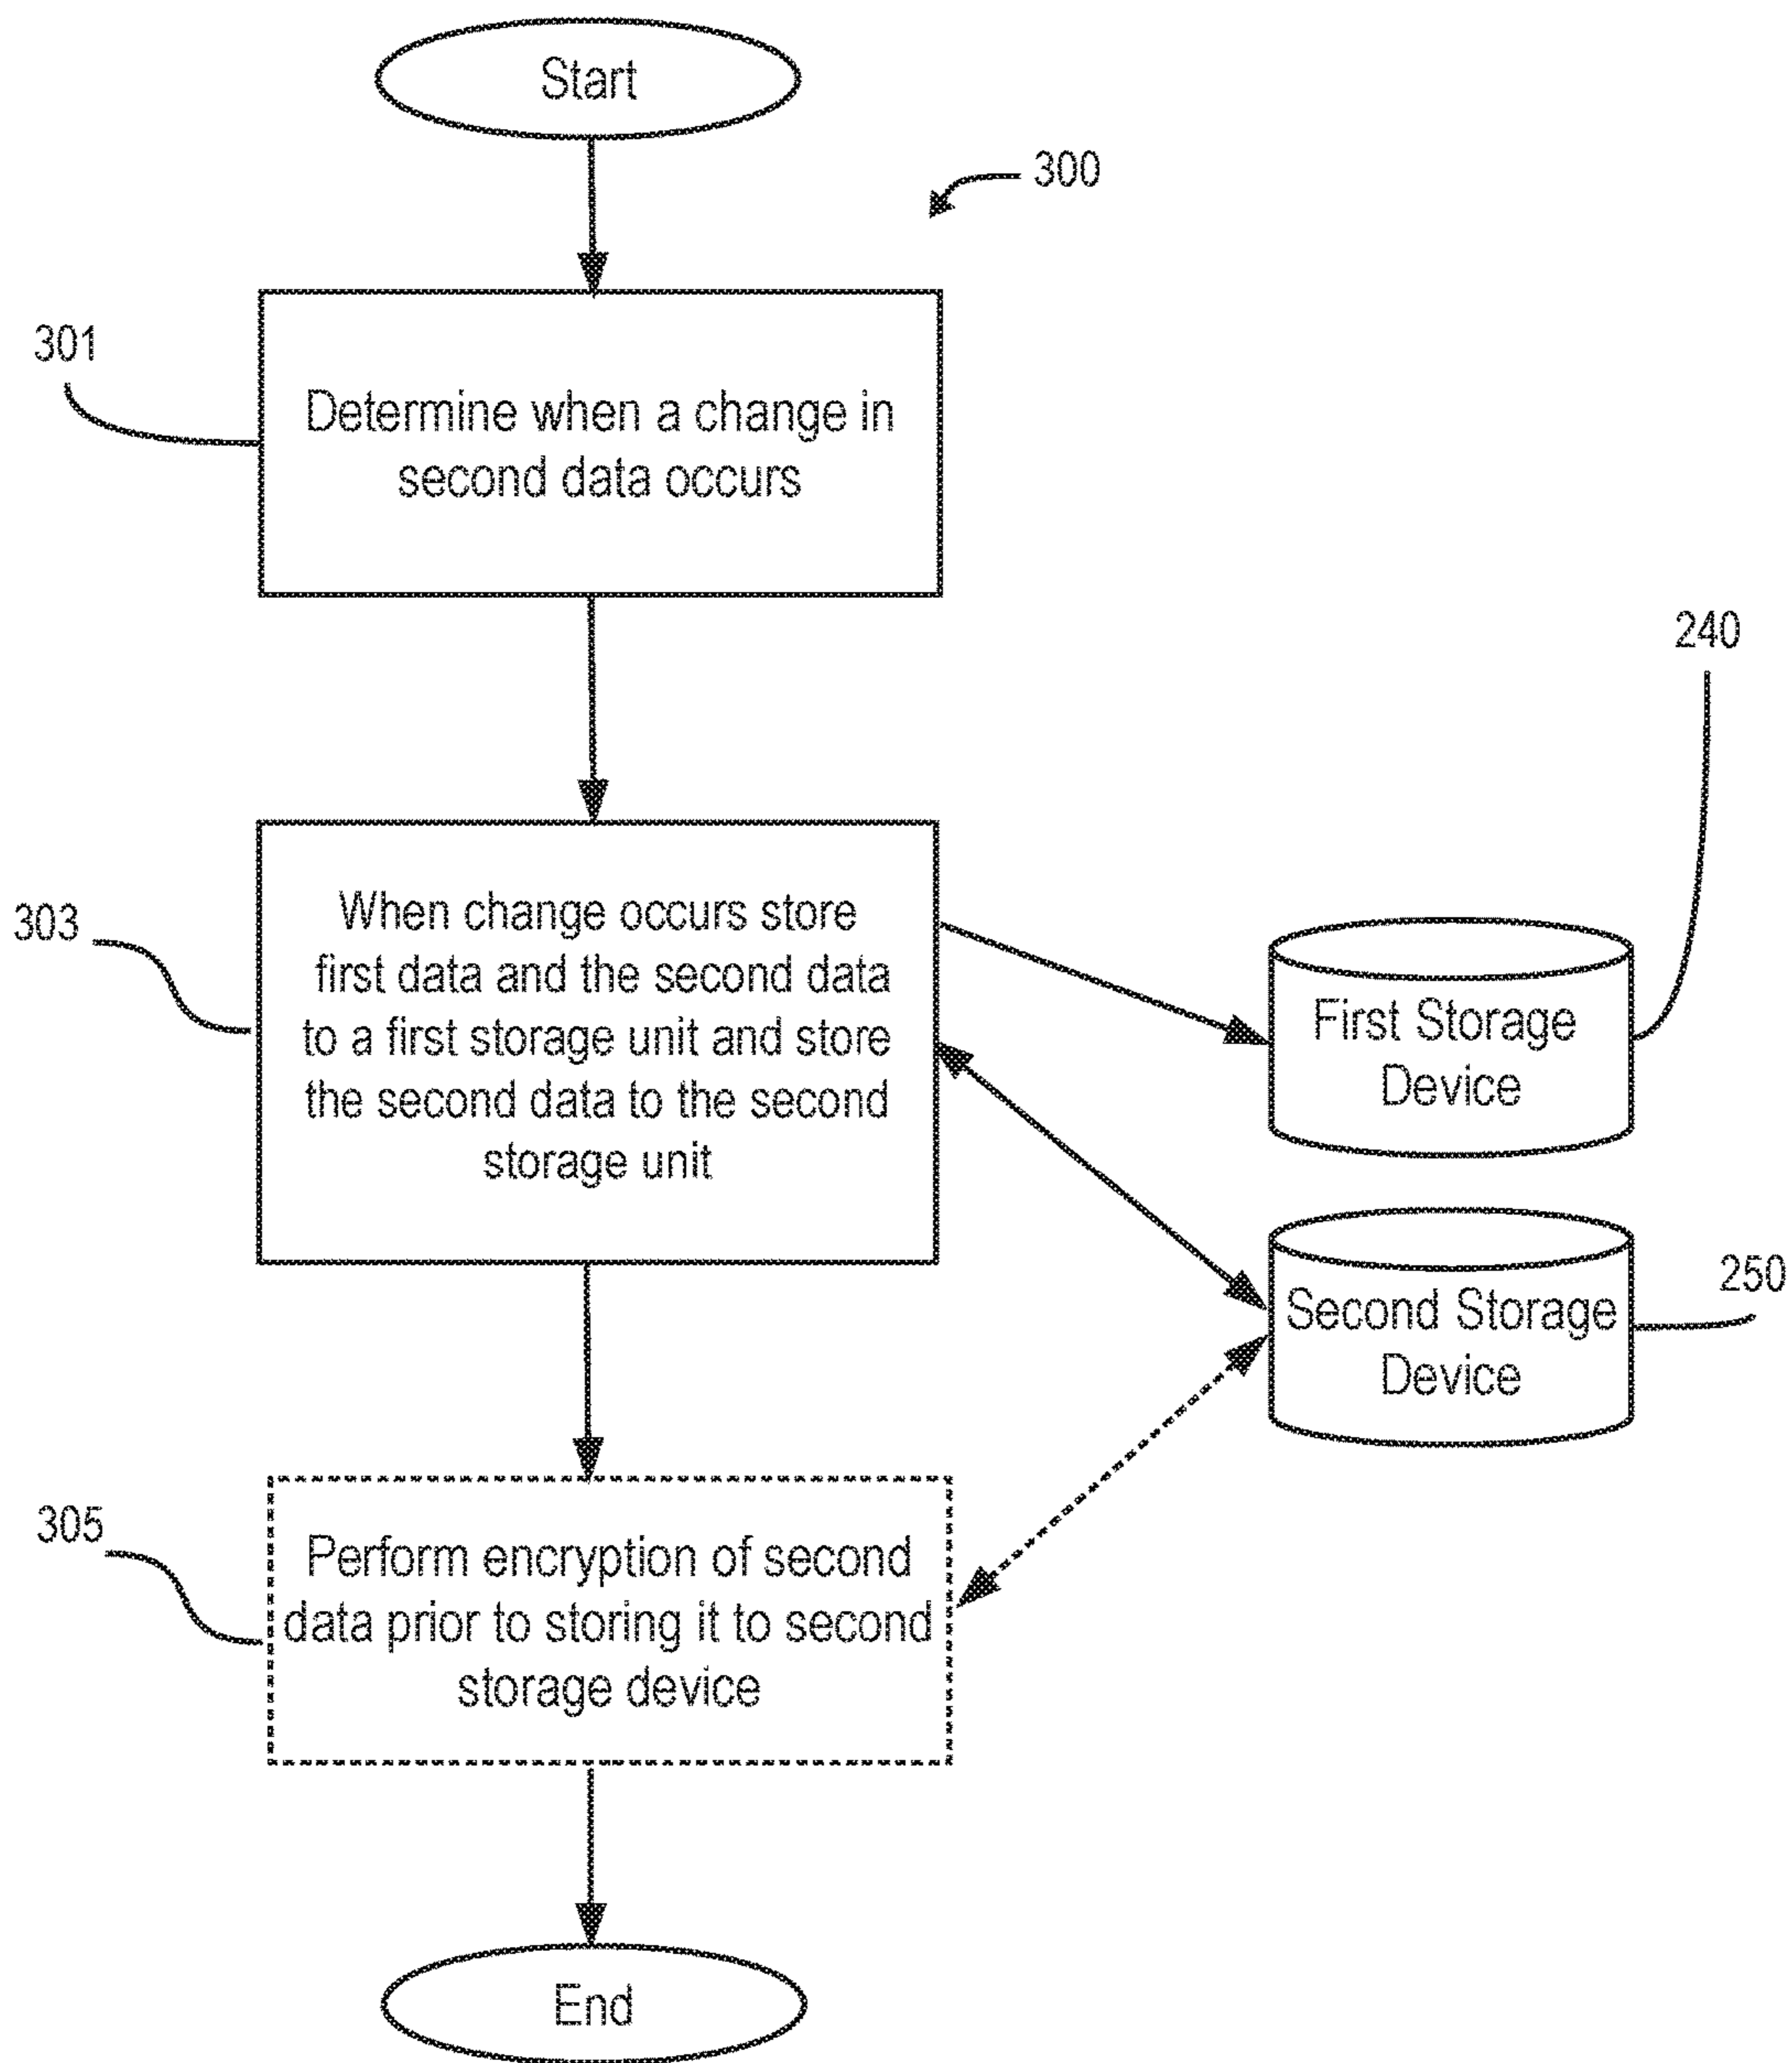 Start
300
301
Determine when a change in
second data occurs
240
303
When change occurs store
first data and the second data
to a first storage unit and store
the second data to the second
storage unit
First Storage
Device
250
Second Storage
Device
305
Perform encryption of second
data prior to storing it to second
storage device
End